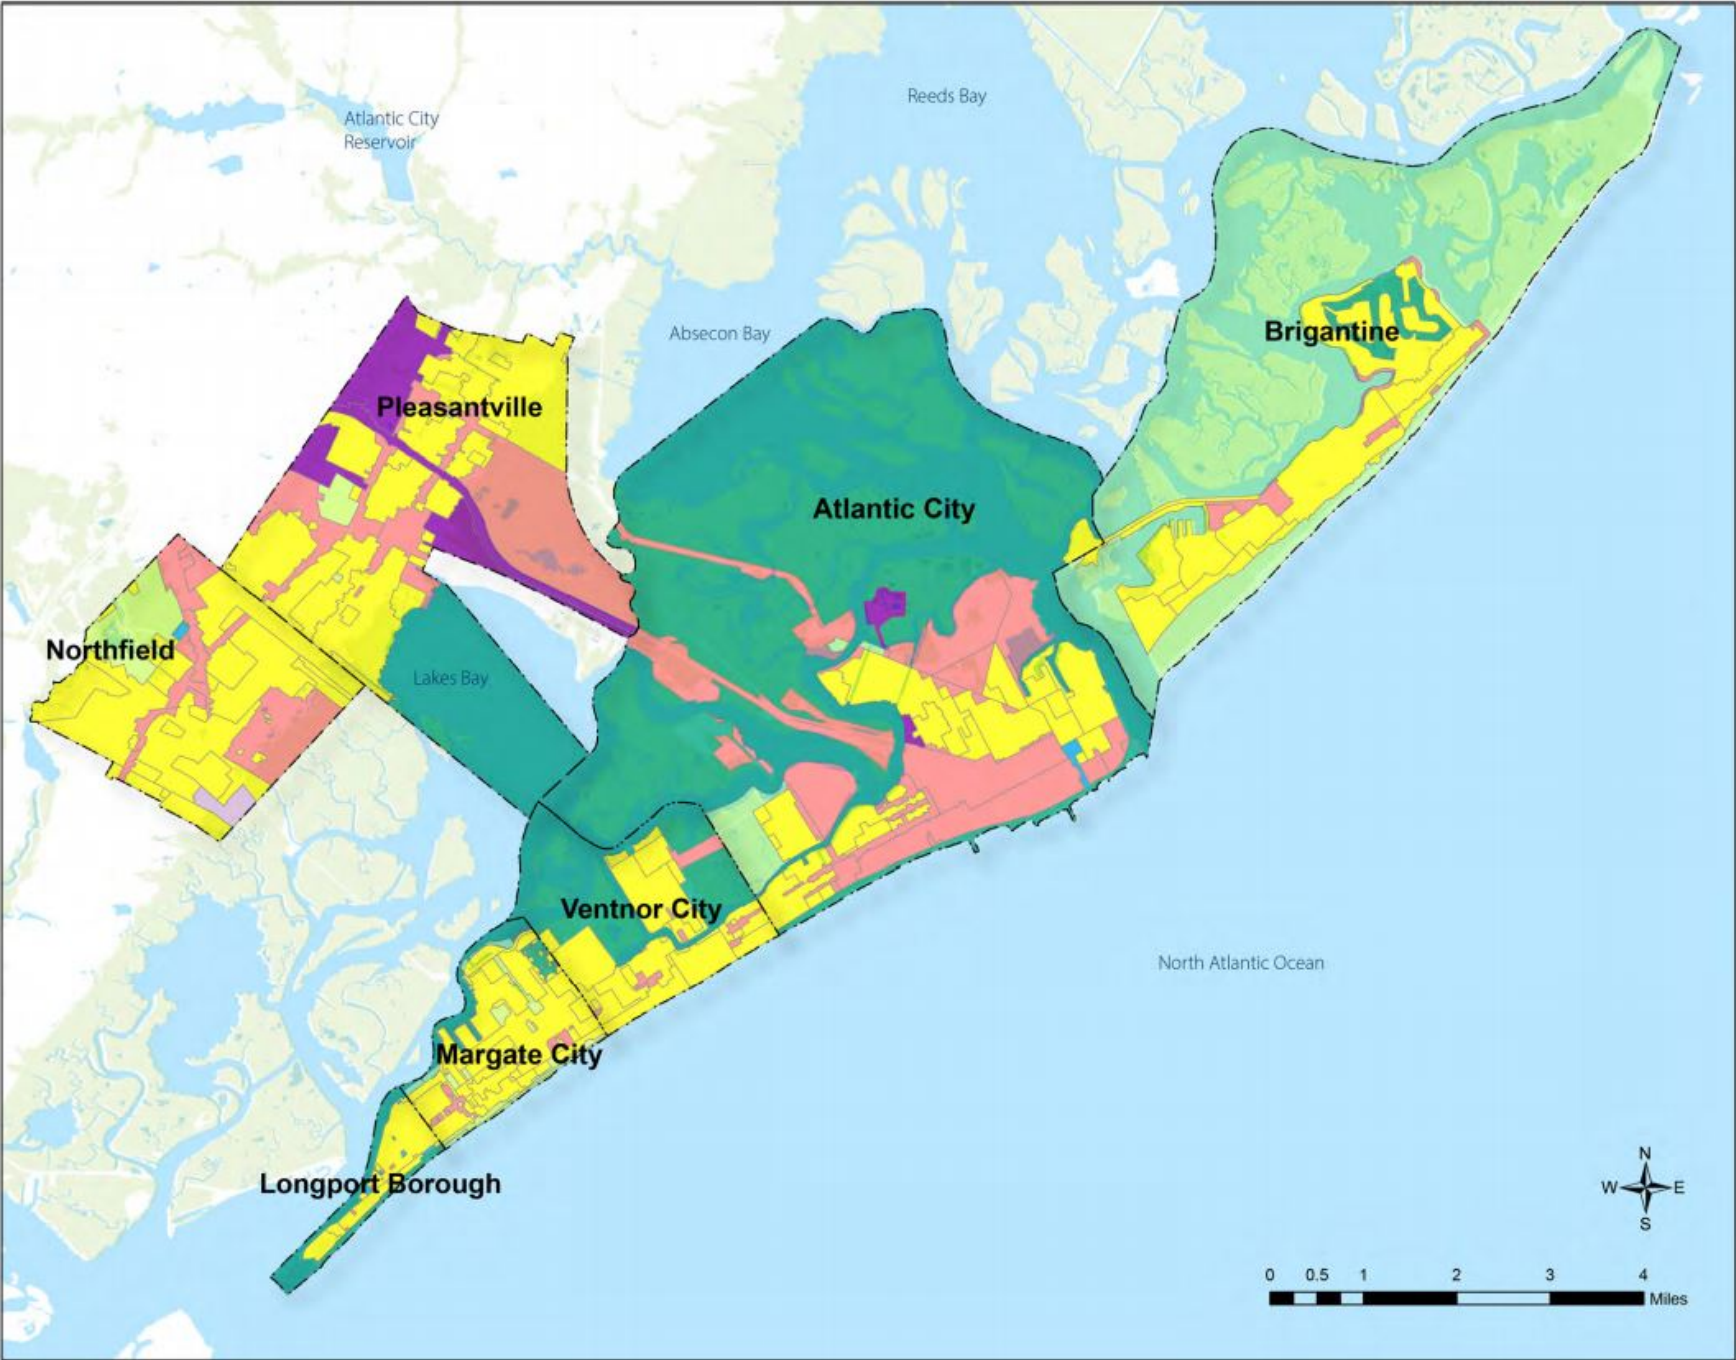 Reeds Bay
Atlantic City
Reservoir
Absecon Bay
Brigantine
Pleasantville
Atlantic City
Northfield
Lakes Bay
Ventnor City
North Atlantic Ocean
Margate City
Longport Borough
N
W E
S
0 0.5 1 2 3 4
Miles